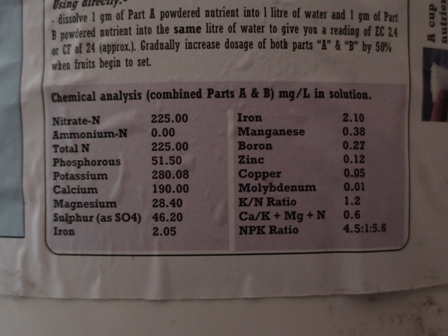 Using directly:-
- dissolve 1 gm of Part A powdered nutrient into 1 litre of water and 1 gm of Part
B powdered nutrient into the same litre of water to give you a reading of EC 2.4
or CF of 24 (approx.). Gradually increase dosage of both parts "A" & "B" by 50%
when fruits begin to set.
Chemical analysis (combined Parts A & B) mg/L in solution.
Nitrate-N 225.00
Ammonium-N 0.00
Total N 225.00
Phosphorous 51.50
Potassium 280.08
Calcium 190.00
Magnesium 28.40
Sulphur (as SO4) 46.20
Iron 2.05
Iron 2.10
Manganese 0.38
Boron 0.27
Zinc 0.12
Copper 0.05
Molybdenum 0.01
K/N Ratio 1.2
Ca/K + Mg + N 0.6
NPK Ratio 4.5:1:5.6
A cup